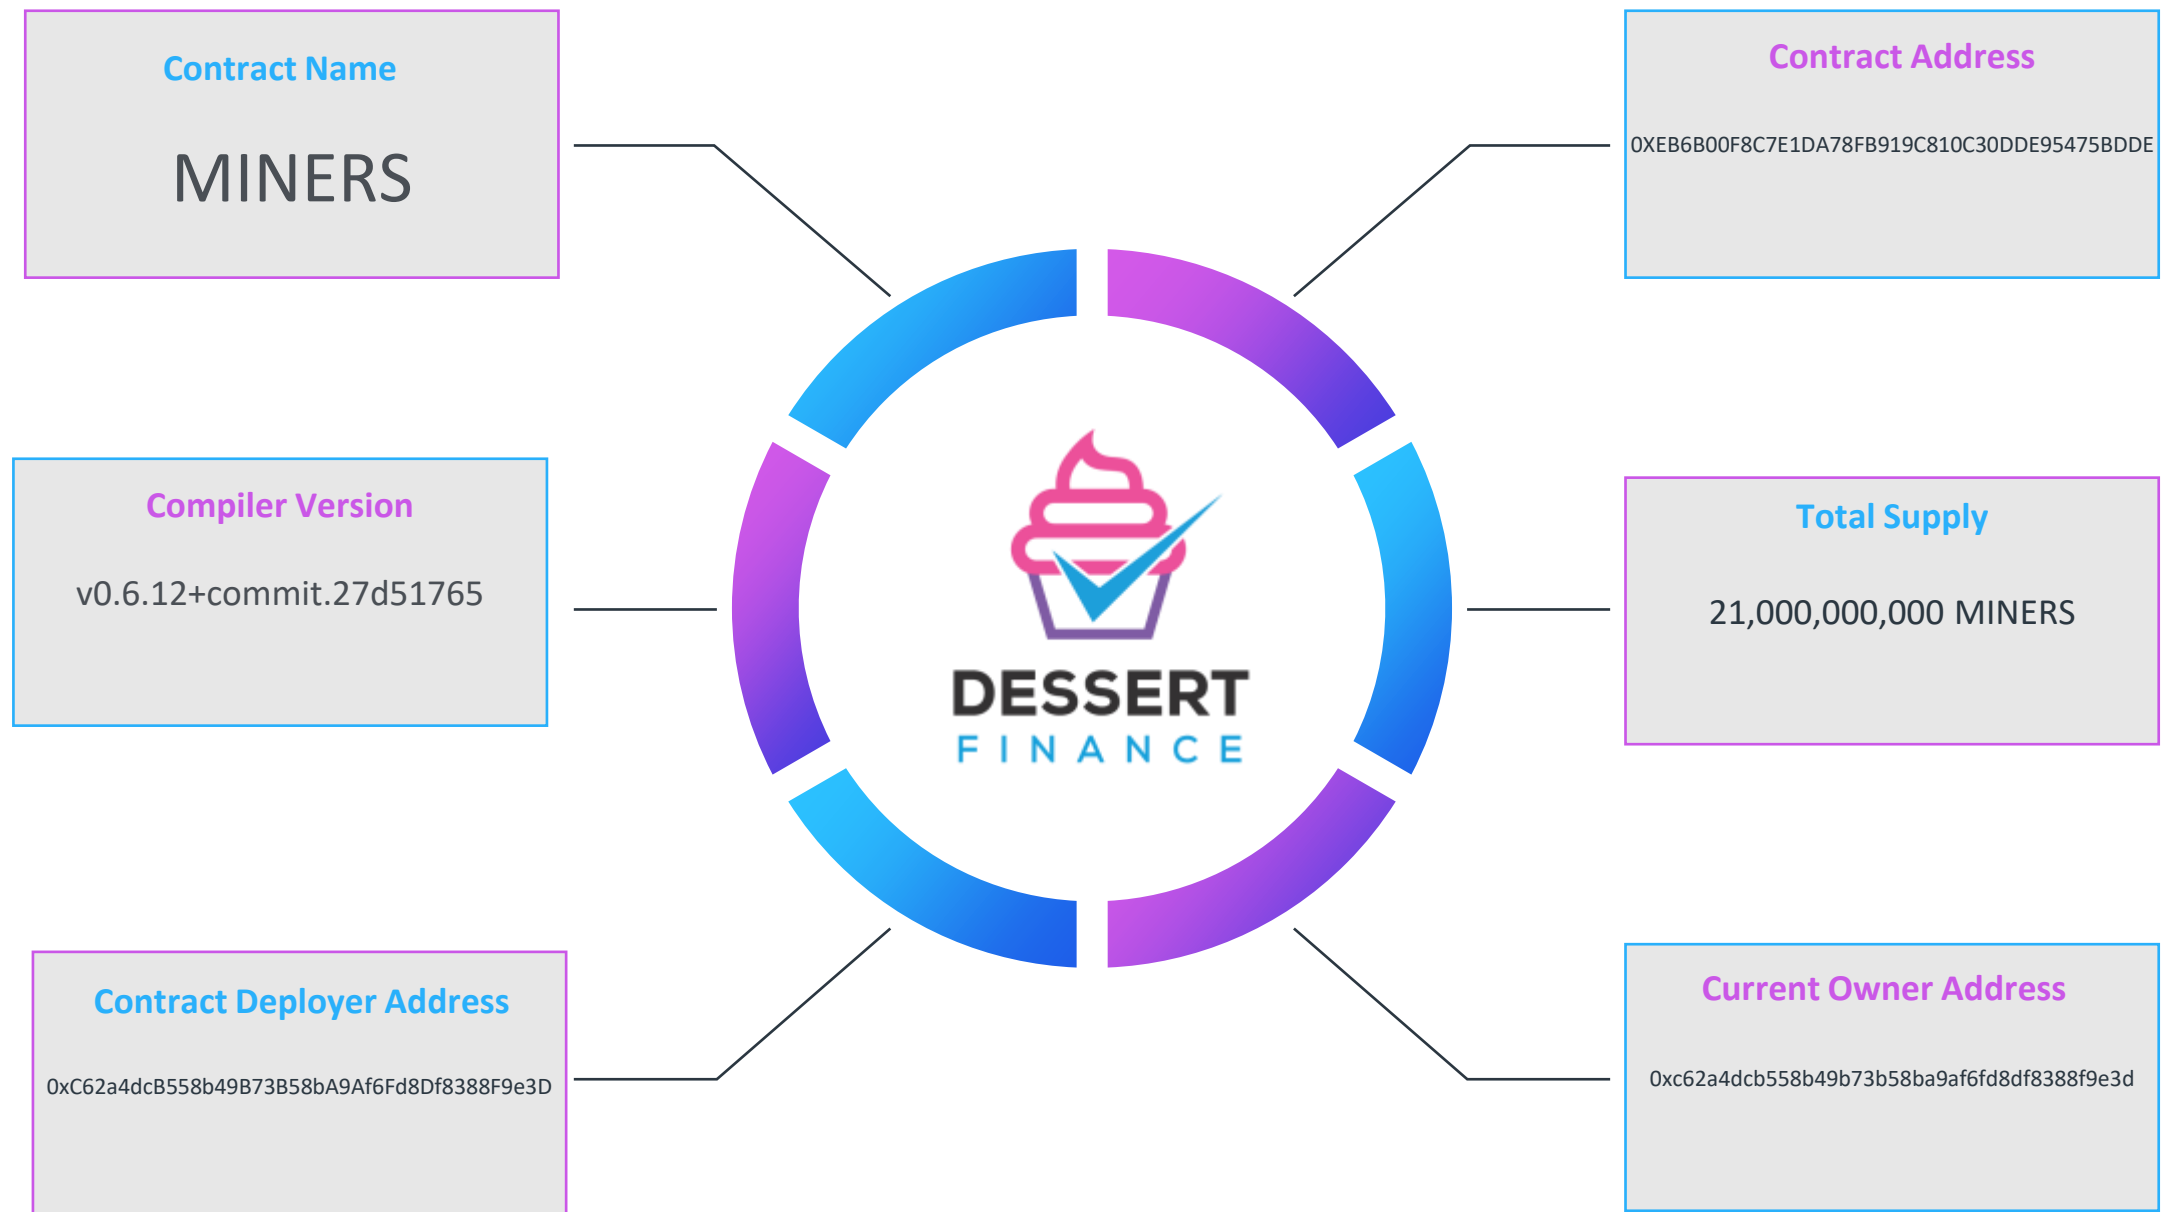 Contract Name
MINERS
Contract Address
0XEB6B00F8C7E1DA78FB919C810C30DDE95475BDDE
Compiler Version
v0.6.12+commit.27d51765
Total Supply
21,000,000,000 MINERS
DESSERT
FINANCE
Contract Deployer Address
0xC62a4dcB558b49B73B58bA9Af6Fd8Df8388F9e3D
Current Owner Address
0xc62a4dcb558b49b73b58ba9af6fd8df8388f9e3d